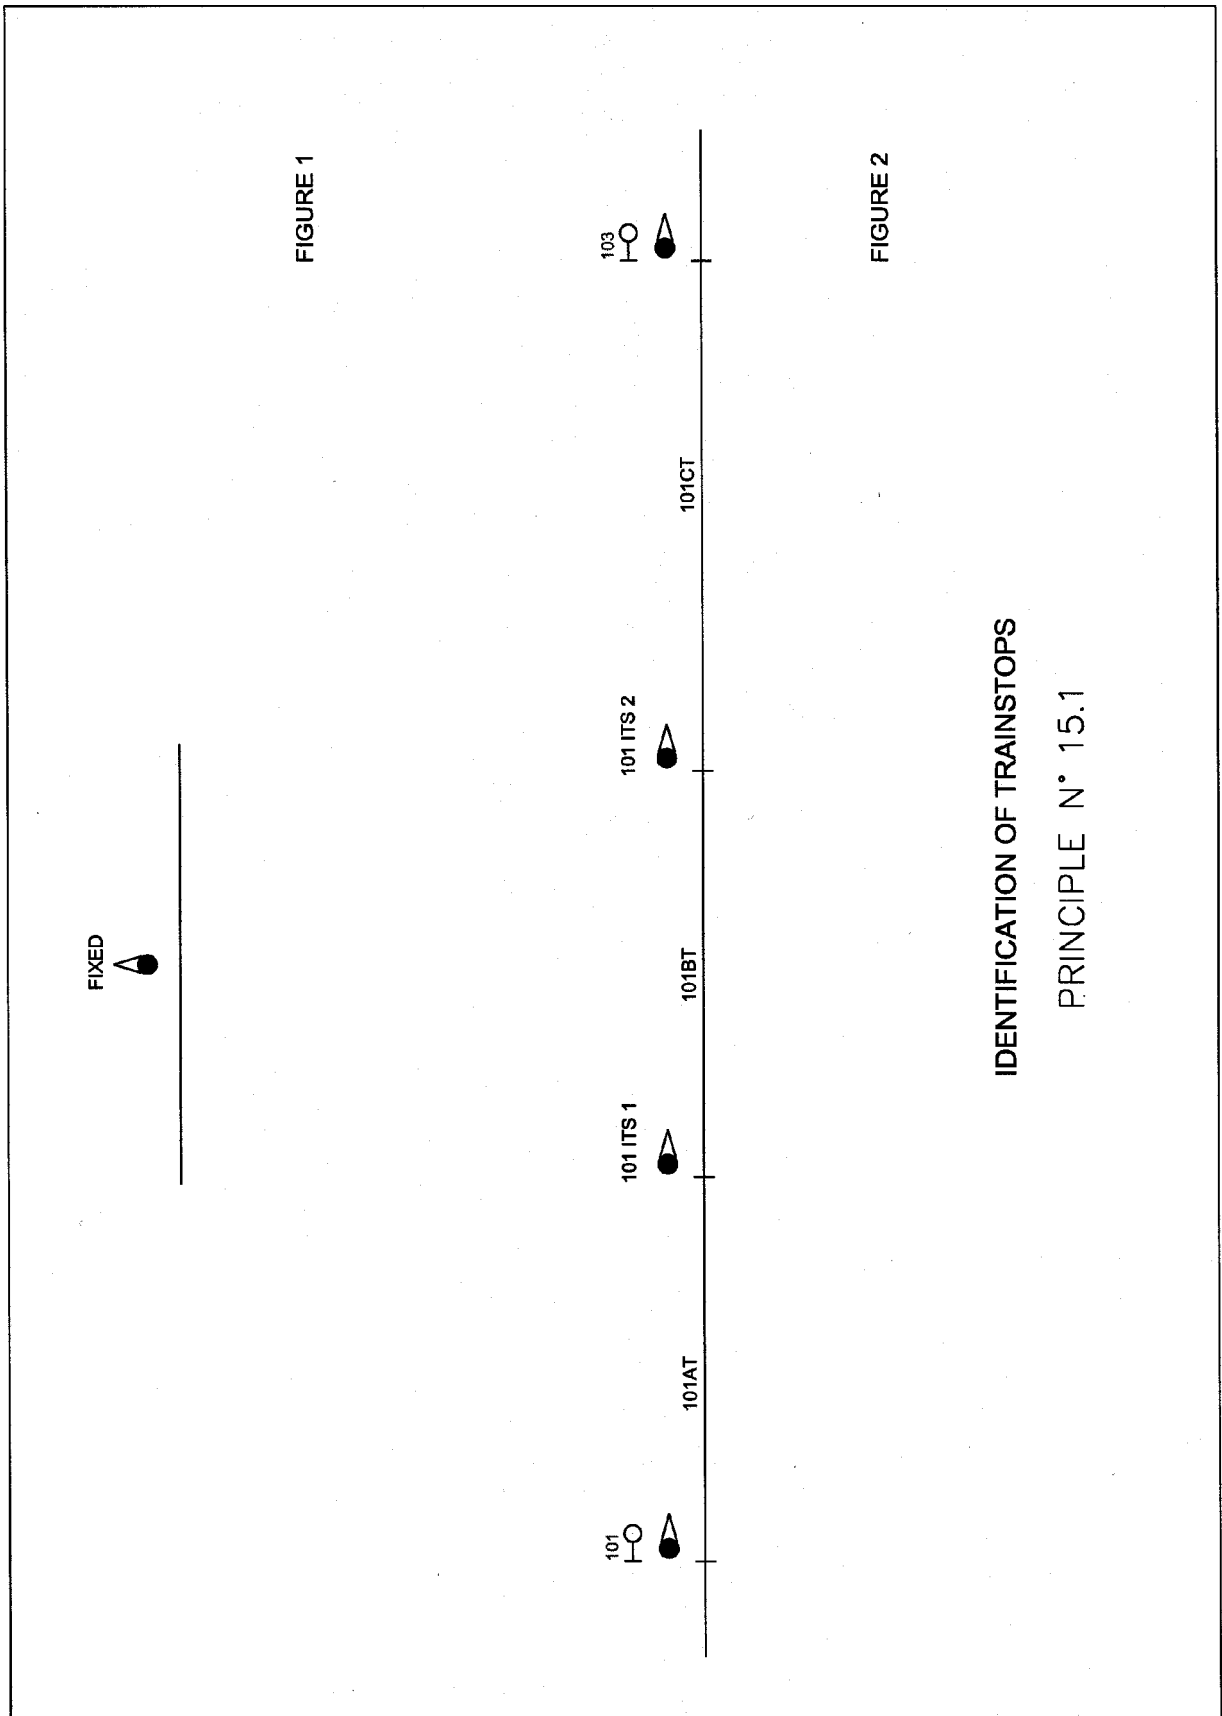 FIXED
FIGURE 1
101
101AT
101 ITS 1
101BT
101 ITS 2
101CT
103
FIGURE 2
IDENTIFICATION OF TRAINSTOPS
PRINCIPLE N° 15.1